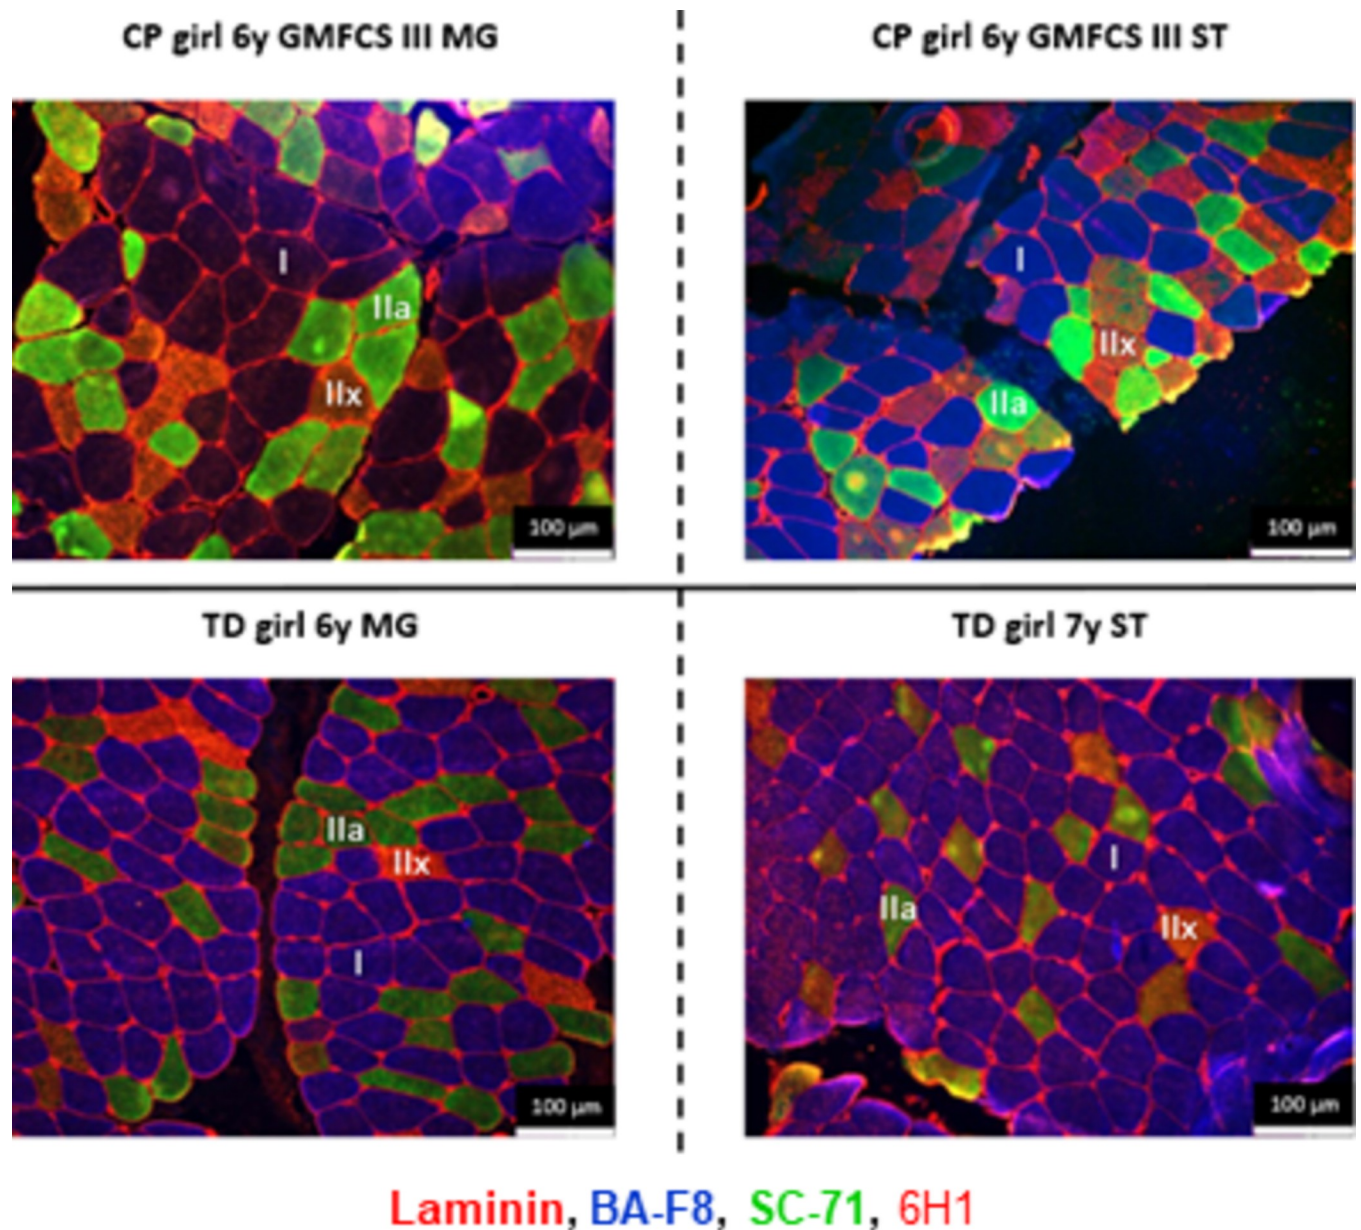 CP girl 6y GMFCS III MG
CP girl 6y GMFCS III ST
I
IIa
IIx
100 µm
I
IIx
IIa
100 µm
TD girl 6y MG
TD girl 7y ST
IIa
IIx
I
100 µm
I
IIa
IIx
100 µm
Laminin, BA-F8, SC-71, 6H1